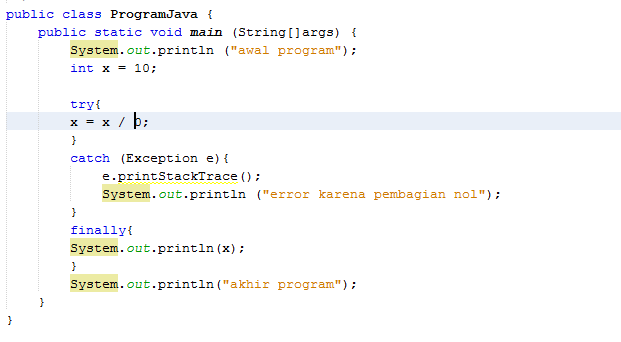 public class ProgramJava {
public static void main (String[]args) {
System.out.println ("awal program");
int x = 10;
try{
x = x / 0;
}
catch (Exception e){
e.printStackTrace();
System.out.println ("error karena pembagian nol");
}
finally{
System.out.println(x);
}
System.out.println("akhir program");
}
}